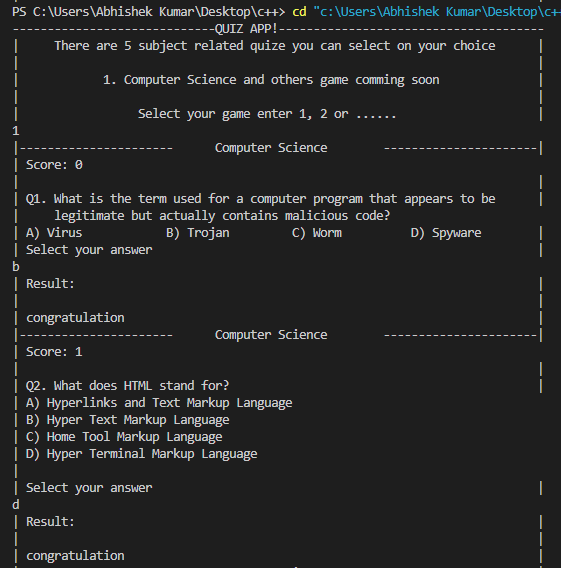 PS C:\Users\Abhishek Kumar\Desktop\c++> cd "c:\Users\Abhishek Kumar\Desktop\c+
-----------------------------QUIZ APP!--------------------------------------
|     There are 5 subject related quize you can select on your choice      |
|                                                                          |
|            1. Computer Science and others game comming soon              |
|                                                                          |
|                 Select your game enter 1, 2 or ......                    |
1
|----------------------      Computer Science        ----------------------|
| Score: 0
|                                                                          |
| Q1. What is the term used for a computer program that appears to be      |
|     legitimate but actually contains malicious code?
| A) Virus            B) Trojan         C) Worm          D) Spyware        |
| Select your answer                                                       |
b
| Result:                                                                  |
|                                                                          |
| congratulation                                                           |
|----------------------      Computer Science        ----------------------|
| Score: 1
|                                                                          |
| Q2. What does HTML stand for?                                            |
| A) Hyperlinks and Text Markup Language
| B) Hyper Text Markup Language
| C) Home Tool Markup Language
| D) Hyper Terminal Markup Language
|
| Select your answer                                                       |
d
| Result:                                                                  |
|                                                                          |
| congratulation                                                           |